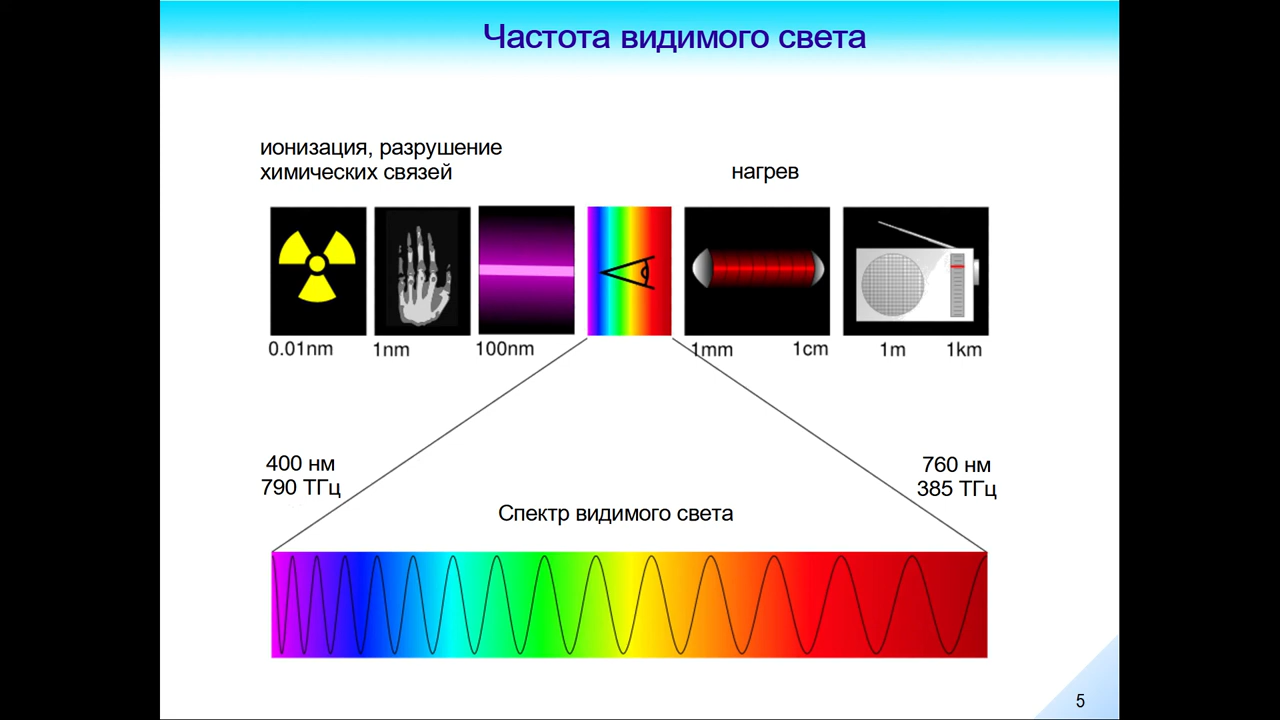 Частота видимого света
ионизация, разрушение
химических связей
нагрев
0.01nm 1nm 100nm 1mm 1cm 1m 1km
400 нм
790 ТГц
760 нм
385 ТГц
Спектр видимого света
5